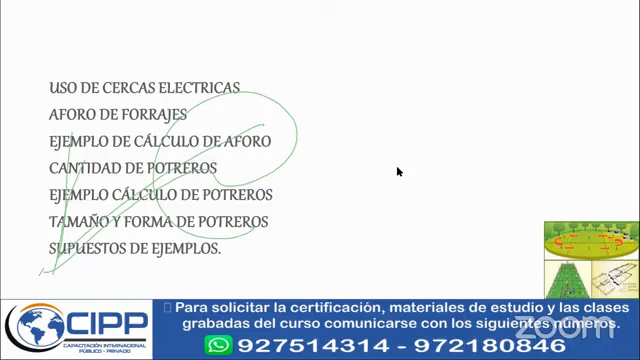 USO DE CERCAS ELECTRICAS
AFORO DE FORRAJES
EJEMPLO DE CÁLCULO DE AFORO
CANTIDAD DE POTREROS
EJEMPLO CÁLCULO DE POTREROS
TAMAÑO Y FORMA DE POTREROS
SUPUESTOS DE EJEMPLOS.
zoom
CIPP
CAPACITACIÓN INTERNACIONAL
PÚBLICO - PRIVADO
Para solicitar la certificación, materiales de estudio y las clases
grabadas del curso comunicarse con los siguientes números.
927514314 - 972180846